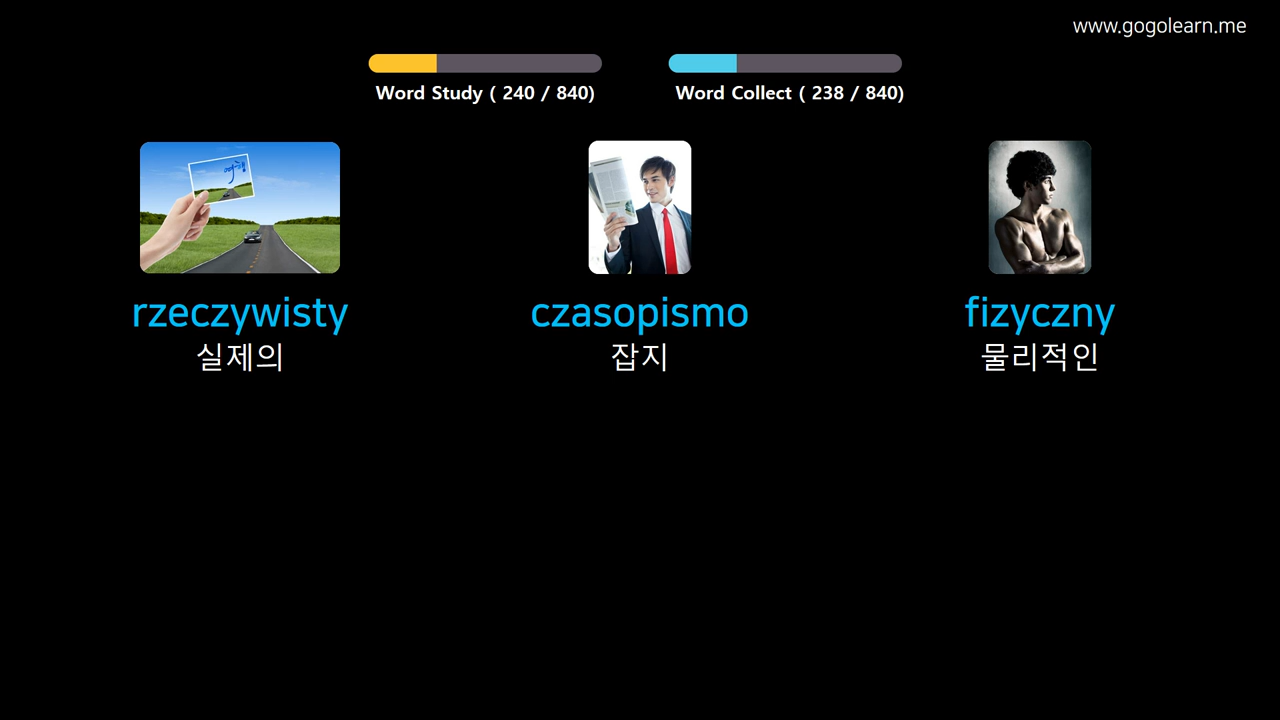 www.gogolearn.me
Word Study ( 240 / 840)
Word Collect ( 238 / 840)
rzeczywisty
실제의
czasopismo
잡지
fizyczny
물리적인